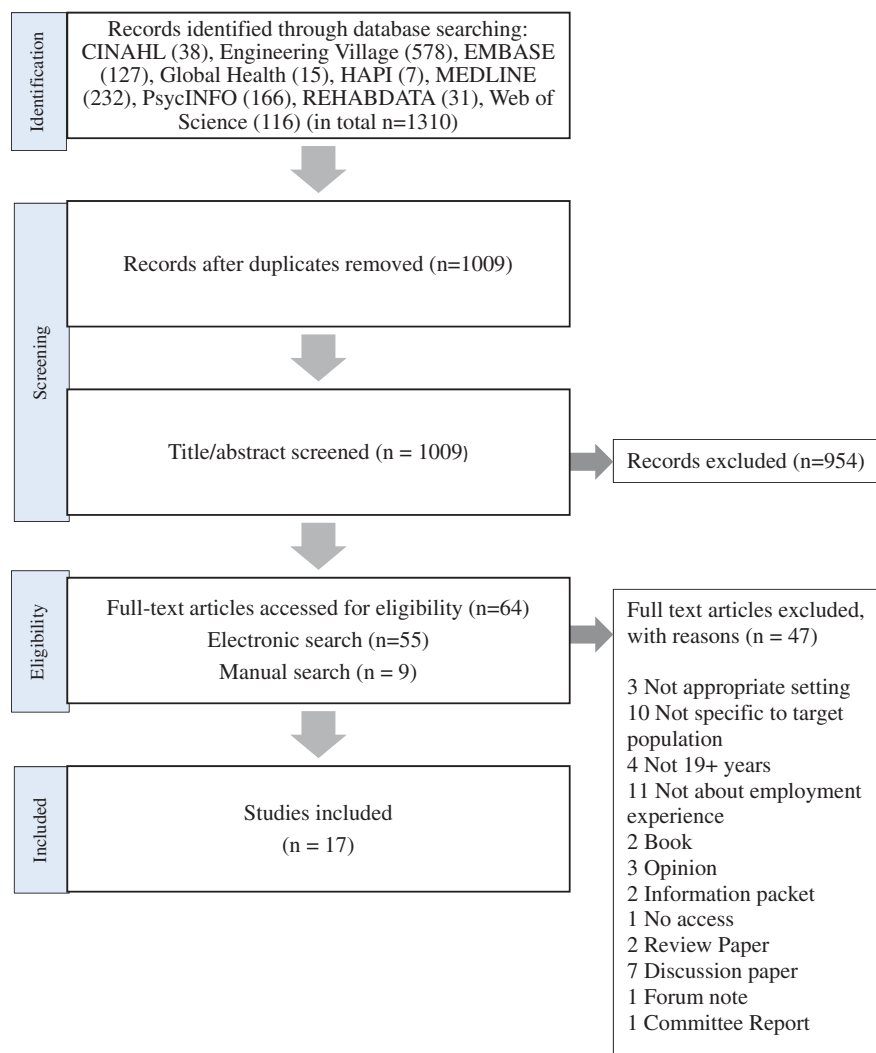 Identification
Records identified through database searching:
CINAHL (38), Engineering Village (578), EMBASE
(127), Global Health (15), HAPI (7), MEDLINE
(232), PsycINFO (166), REHABDATA (31), Web of
Science (116) (in total n=1310)
Screening
Records after duplicates removed (n=1009)
Title/abstract screened (n = 1009)
Records excluded (n=954)
Eligibility
Full-text articles accessed for eligibility (n=64)
Electronic search (n=55)
Manual search (n = 9)
Full text articles excluded,
with reasons (n = 47)
3 Not appropriate setting
10 Not specific to target
population
4 Not 19+ years
11 Not about employment
experience
2 Book
3 Opinion
2 Information packet
1 No access
2 Review Paper
7 Discussion paper
1 Forum note
1 Committee Report
Included
Studies included
(n = 17)